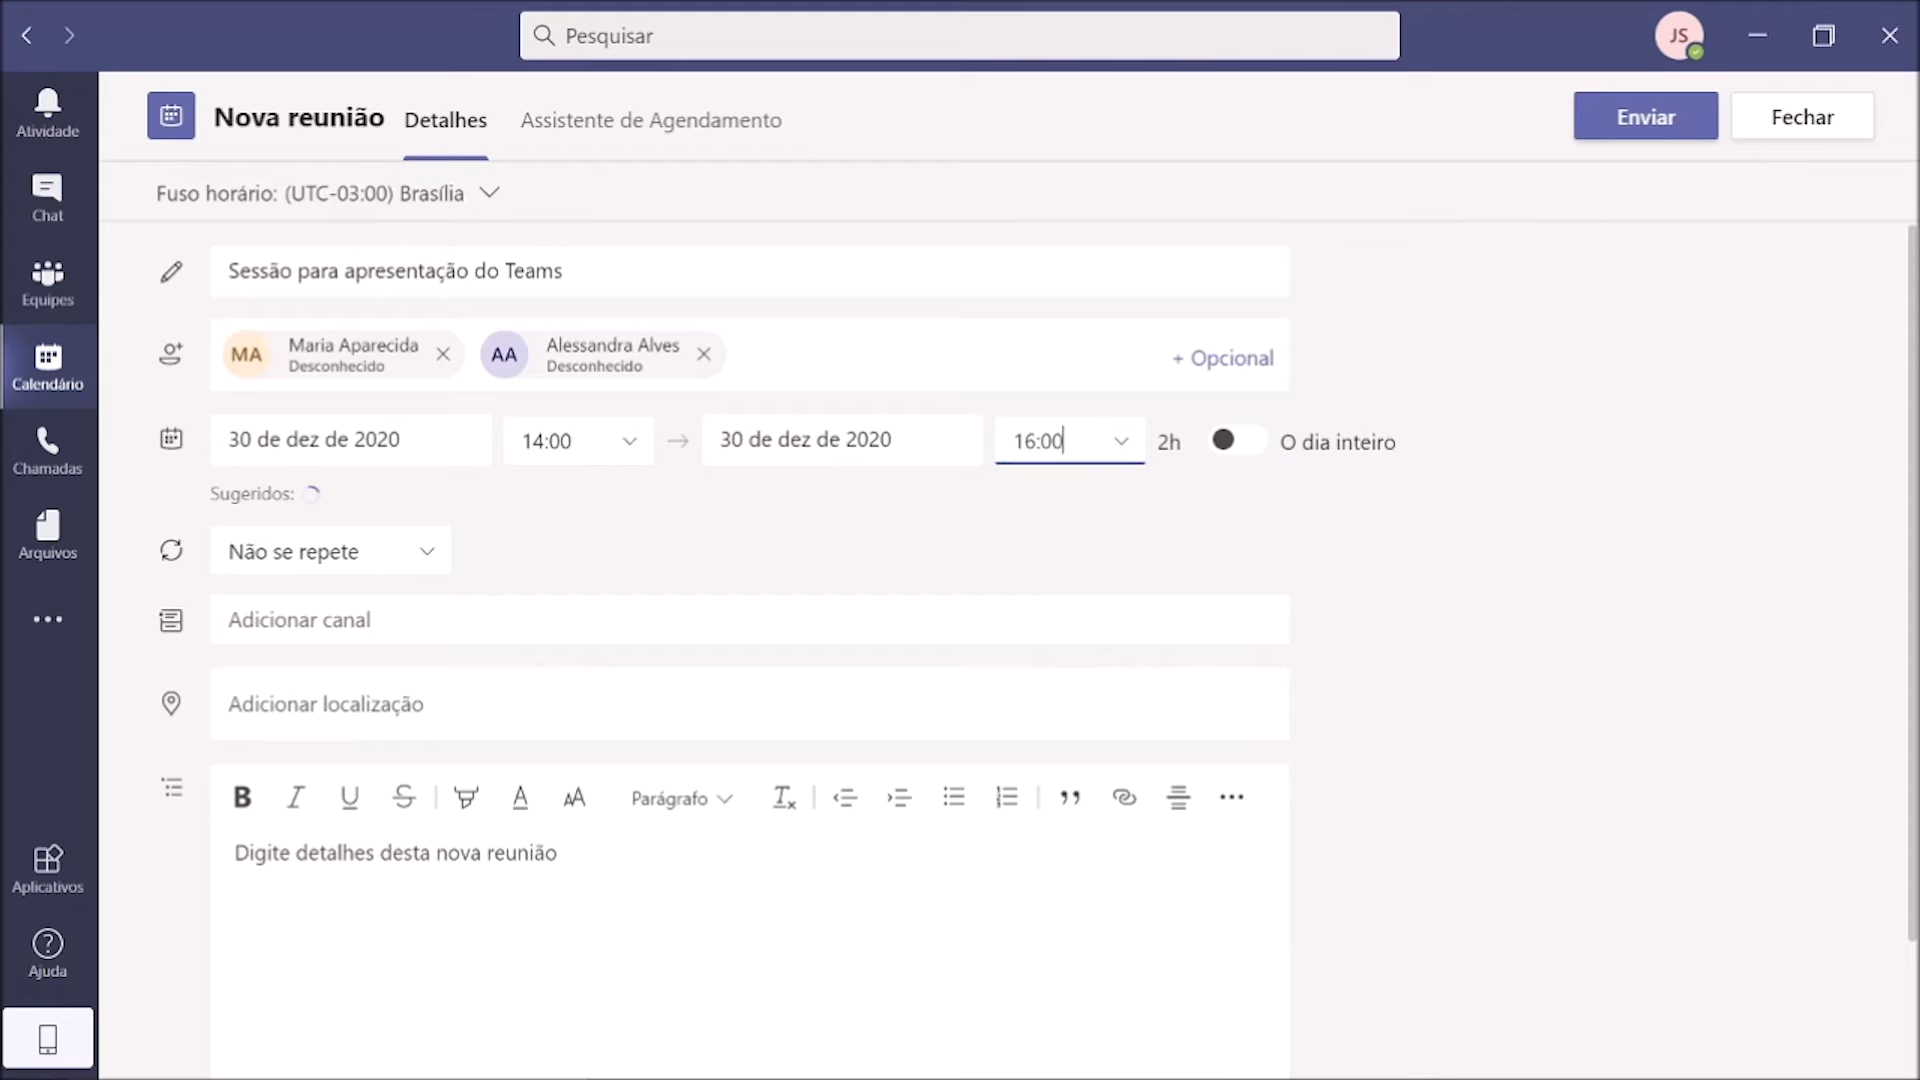 Pesquisar
JS
Atividade
Chat
Equipes
Calendário
Chamadas
Arquivos
Aplicativos
Ajuda
Nova reunião Detalhes Assistente de Agendamento
Enviar Fechar
Fuso horário: (UTC-03:00) Brasília
Sessão para apresentação do Teams
MA Maria Aparecida
Desconhecido
AA Alessandra Alves
Desconhecido
+ Opcional
30 de dez de 2020 14:00 → 30 de dez de 2020 16:00 2h O dia inteiro
Sugeridos:
Não se repete
Adicionar canal
Adicionar localização
Parágrafo
Digite detalhes desta nova reunião